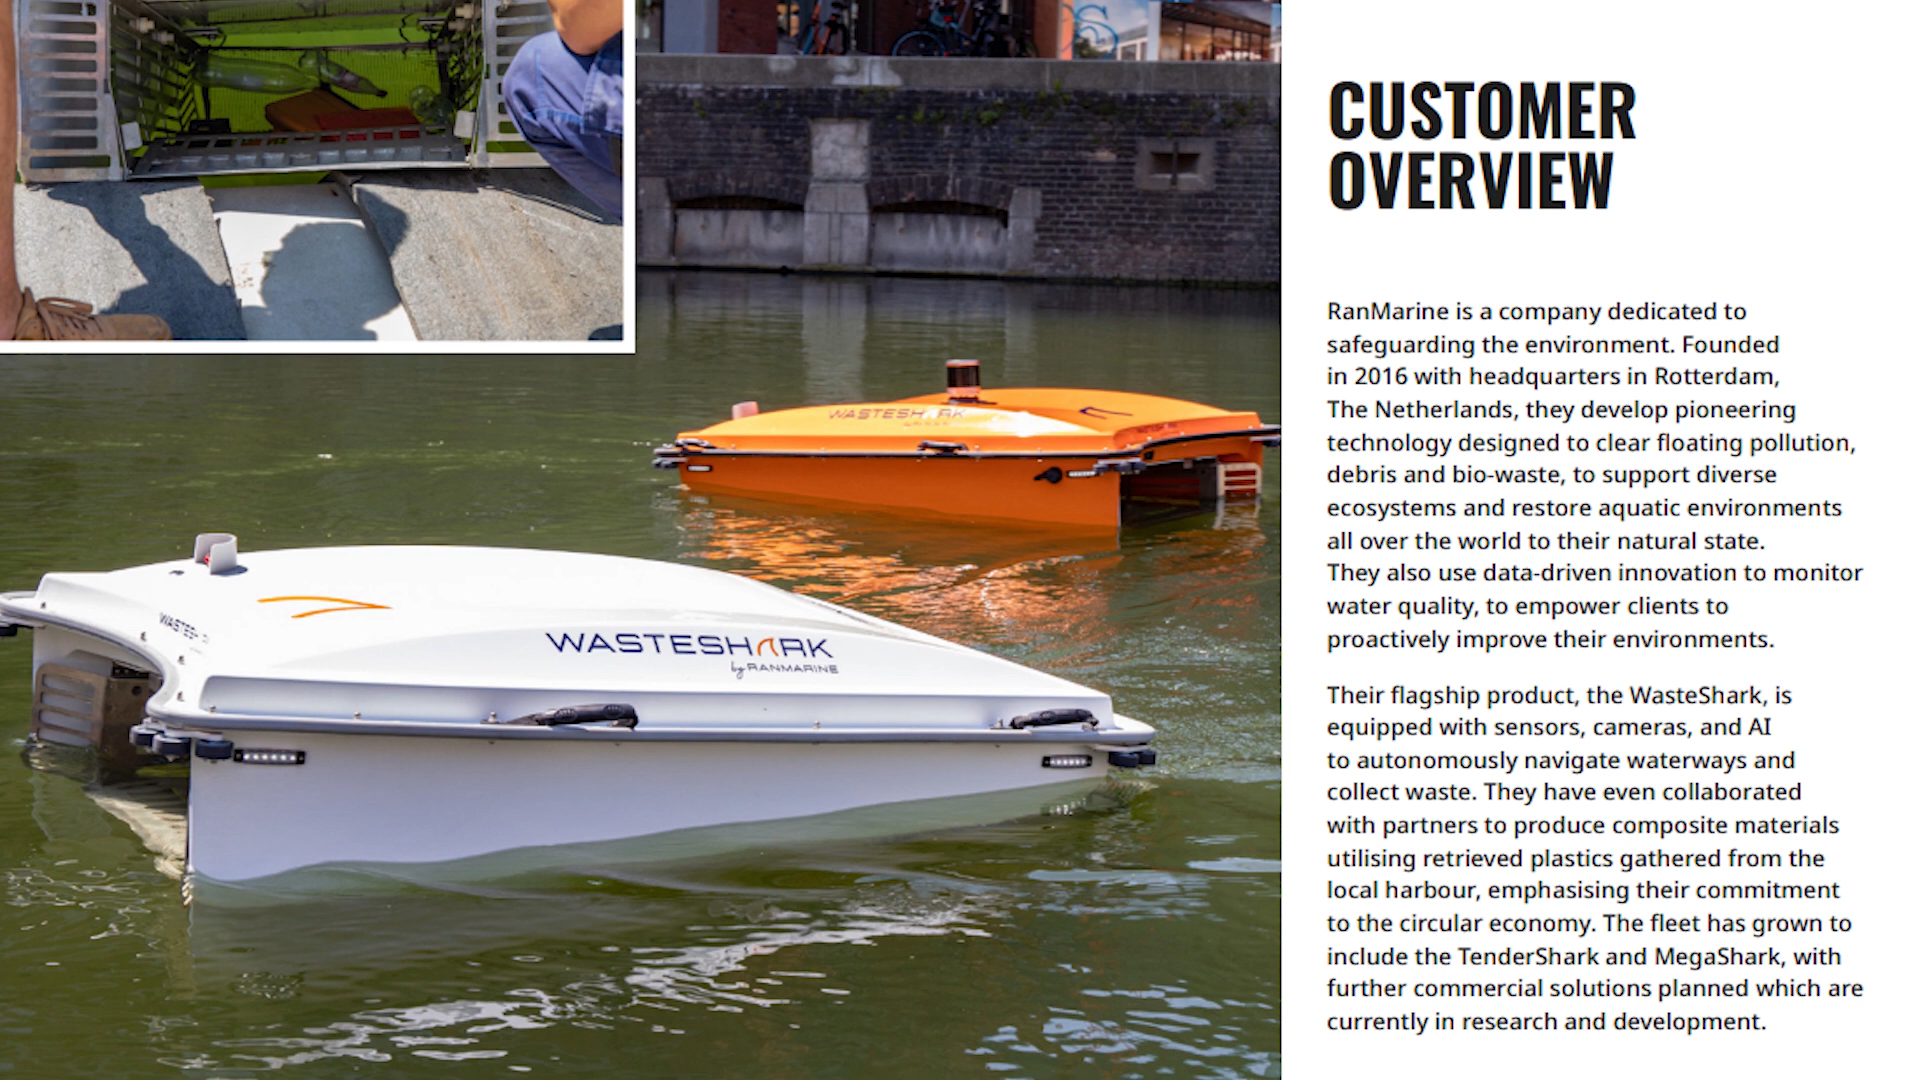 CUSTOMER
OVERVIEW
RanMarine is a company dedicated to
safeguarding the environment. Founded
in 2016 with headquarters in Rotterdam,
The Netherlands, they develop pioneering
technology designed to clear floating pollution,
debris and bio-waste, to support diverse
ecosystems and restore aquatic environments
all over the world to their natural state.
They also use data-driven innovation to monitor
water quality, to empower clients to
proactively improve their environments.
Their flagship product, the WasteShark, is
equipped with sensors, cameras, and AI
to autonomously navigate waterways and
collect waste. They have even collaborated
with partners to produce composite materials
utilising retrieved plastics gathered from the
local harbour, emphasising their commitment
to the circular economy. The fleet has grown to
include the TenderShark and MegaShark, with
further commercial solutions planned which are
currently in research and development.
WASTESHARK
WASTESHARK
by RANMARINE